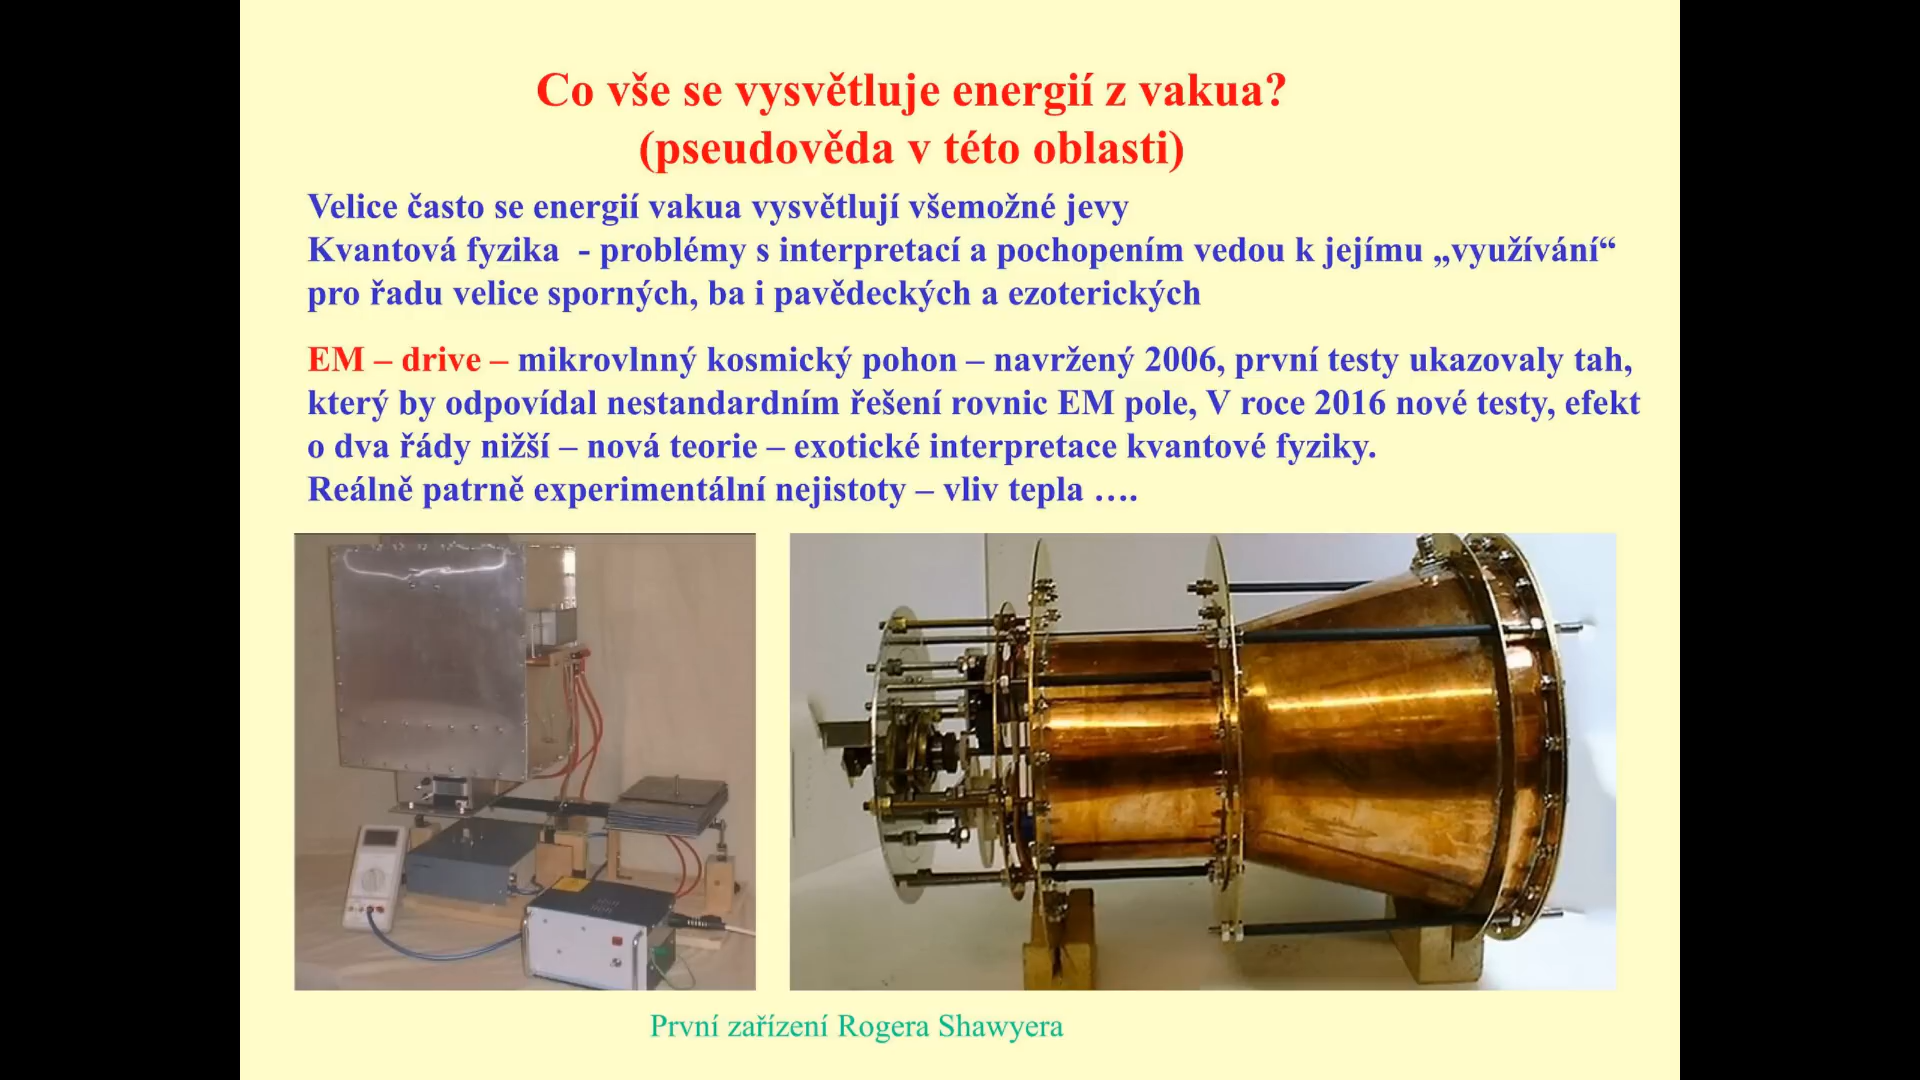 Co vše se vysvětluje energií z vakua?
(pseudověda v této oblasti)
Velice často se energií vakua vysvětlují všemožné jevy
Kvantová fyzika - problémy s interpretací a pochopením vedou k jejímu „využívání“
pro řadu velice sporných, ba i pavědeckých a ezoterických
EM – drive – mikrovlnný kosmický pohon – navržený 2006, první testy ukazovaly tah,
který by odpovídal nestandardním řešení rovnic EM pole, V roce 2016 nové testy, efekt
o dva řády nižší – nová teorie – exotické interpretace kvantové fyziky.
Reálně patrně experimentální nejistoty – vliv tepla ….
První zařízení Rogera Shawyera